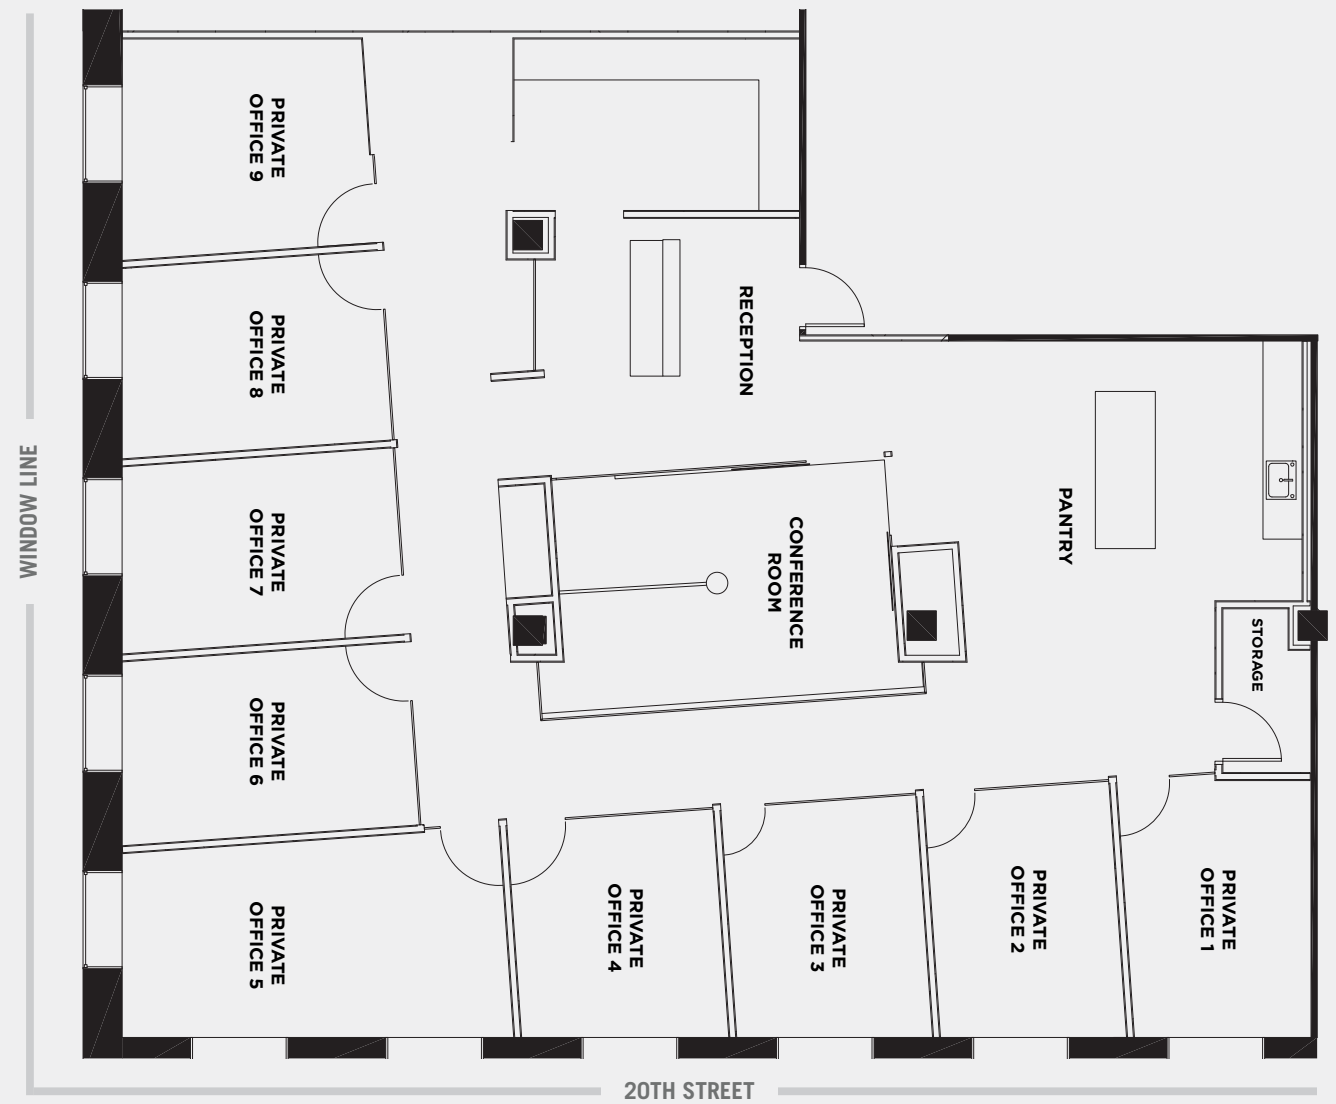 PRIVATE
OFFICE 9
PRIVATE
OFFICE 8
RECEPTION
PRIVATE
OFFICE 7
CONFERENCE
ROOM
PANTRY
STORAGE
PRIVATE
OFFICE 6
PRIVATE
OFFICE 5
PRIVATE
OFFICE 4
PRIVATE
OFFICE 3
PRIVATE
OFFICE 2
PRIVATE
OFFICE 1
WINDOW LINE
20TH STREET